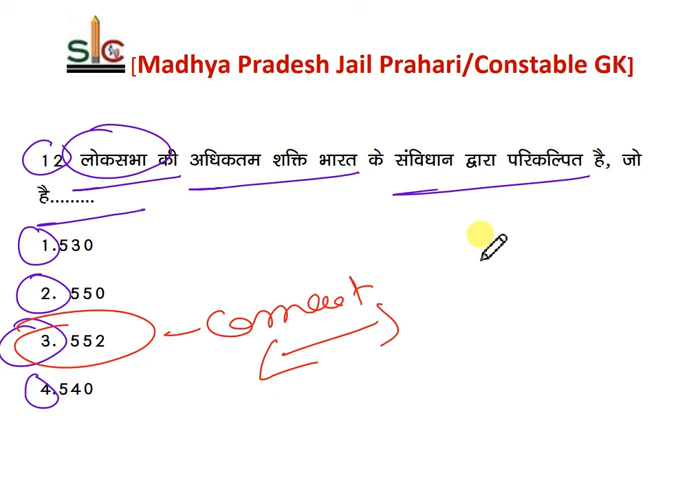 SIC
[Madhya Pradesh Jail Prahari/Constable GK]
12 लोकसभा की अधिकतम शक्ति भारत के संविधान द्वारा परिकल्पित है, जो
है.........
1.530
2. 550
3. 552
4.540